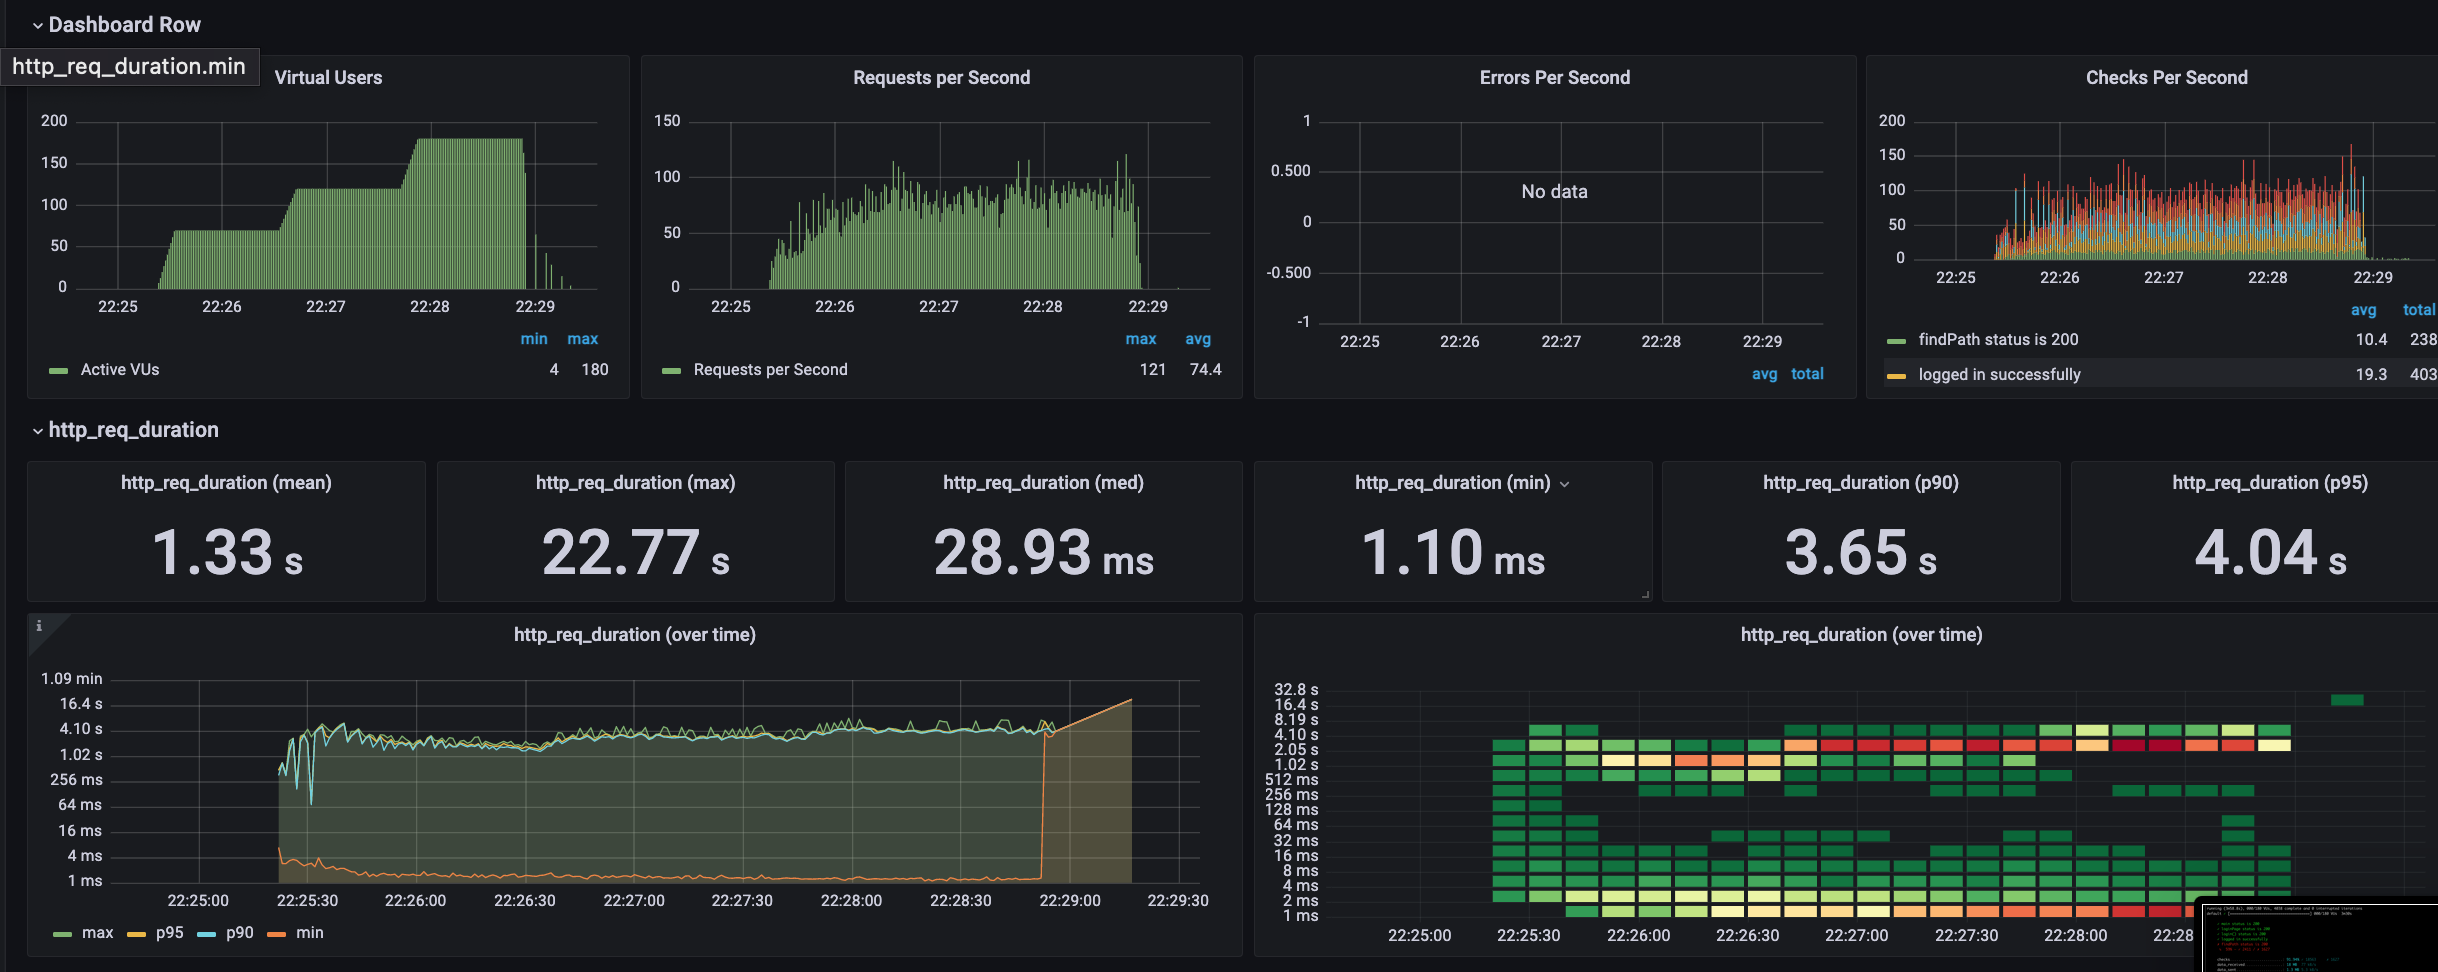 Dashboard Row
http_req_duration.min
Virtual Users
200
150
100
50
0
22:25 22:26 22:27 22:28 22:29
min max
Active VUs 4 180
Requests per Second
150
100
50
0
22:25 22:26 22:27 22:28 22:29
max avg
Requests per Second 121 74.4
Errors Per Second
1
0.500
0
-0.500
-1
No data
22:25 22:26 22:27 22:28 22:29
avg total
Checks Per Second
200
150
100
50
0
22:25 22:26 22:27 22:28 22:29
avg total
findPath status is 200 10.4 238
logged in successfully 19.3 403
http_req_duration
http_req_duration (mean)
1.33 s
http_req_duration (max)
22.77 s
http_req_duration (med)
28.93 ms
http_req_duration (min)
1.10 ms
http_req_duration (p90)
3.65 s
http_req_duration (p95)
4.04 s
i
http_req_duration (over time)
1.09 min
16.4 s
4.10 s
1.02 s
256 ms
64 ms
16 ms
4 ms
1 ms
22:25:00 22:25:30 22:26:00 22:26:30 22:27:00 22:27:30 22:28:00 22:28:30 22:29:00 22:29:30
max p95 p90 min
http_req_duration (over time)
32.8 s
16.4 s
8.19 s
4.10 s
2.05 s
1.02 s
512 ms
256 ms
128 ms
64 ms
32 ms
16 ms
8 ms
4 ms
2 ms
1 ms
22:25:00 22:25:30 22:26:00 22:26:30 22:27:00 22:27:30 22:28:00 22:28